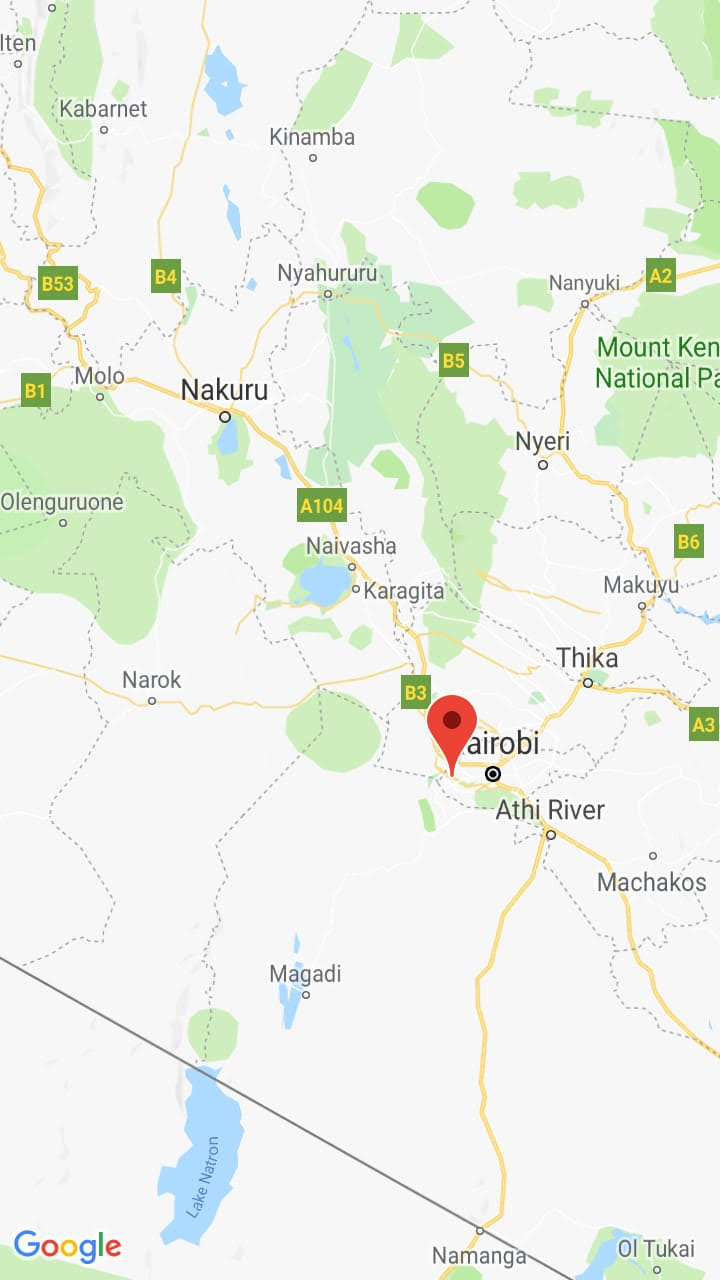 lten
Kabarnet
Kinamba
Nyahururu
Nanyuki
A2
B53
B4
Mount Ken
National Pa
B5
Molo
B1
Nakuru
Nyeri
Olenguruone
A104
B6
Naivasha
Karagita
Makuyu
Thika
Narok
B3
A3
airobi
Athi River
Machakos
Magadi
Lake Natron
Google
Namanga
Ol Tukai